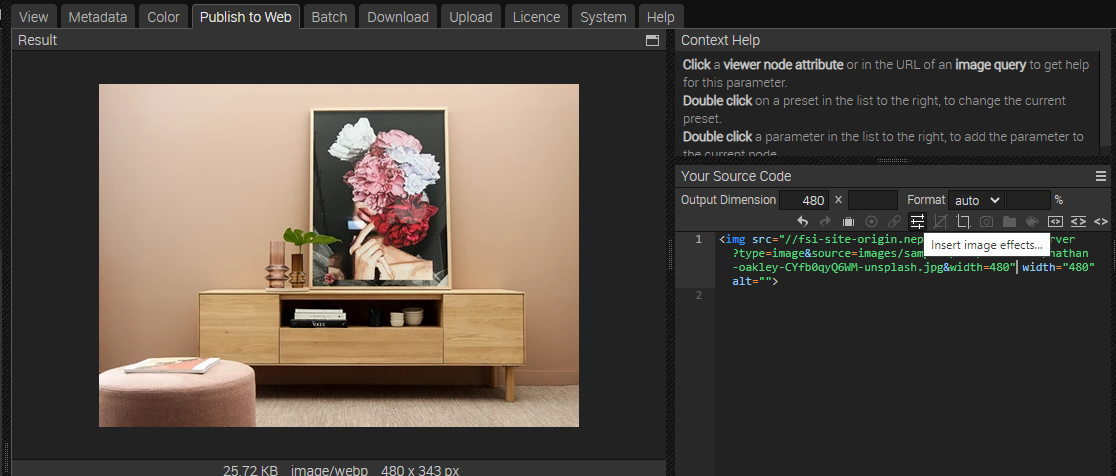 View Metadata Color Publish to Web Batch Download Upload Licence System Help
Result
VOGUE
25.72 KB image/webp 480 x 343 px
Context Help
Click a viewer node attribute or in the URL of an image query to get help
for this parameter.
Double click on a preset in the list to the right, to change the current
preset.
Double click a parameter in the list to the right, to add the parameter to
the current node.
Your Source Code
Output Dimension 480 x Format auto %
Insert image effects...
1 <img src="//fsi-site-origin.nep rver
?type=image&source=images/sam nathan
-oakley-CYfb0qyQ6WM-unsplash.jpg&width=480" width="480"
alt="">
2